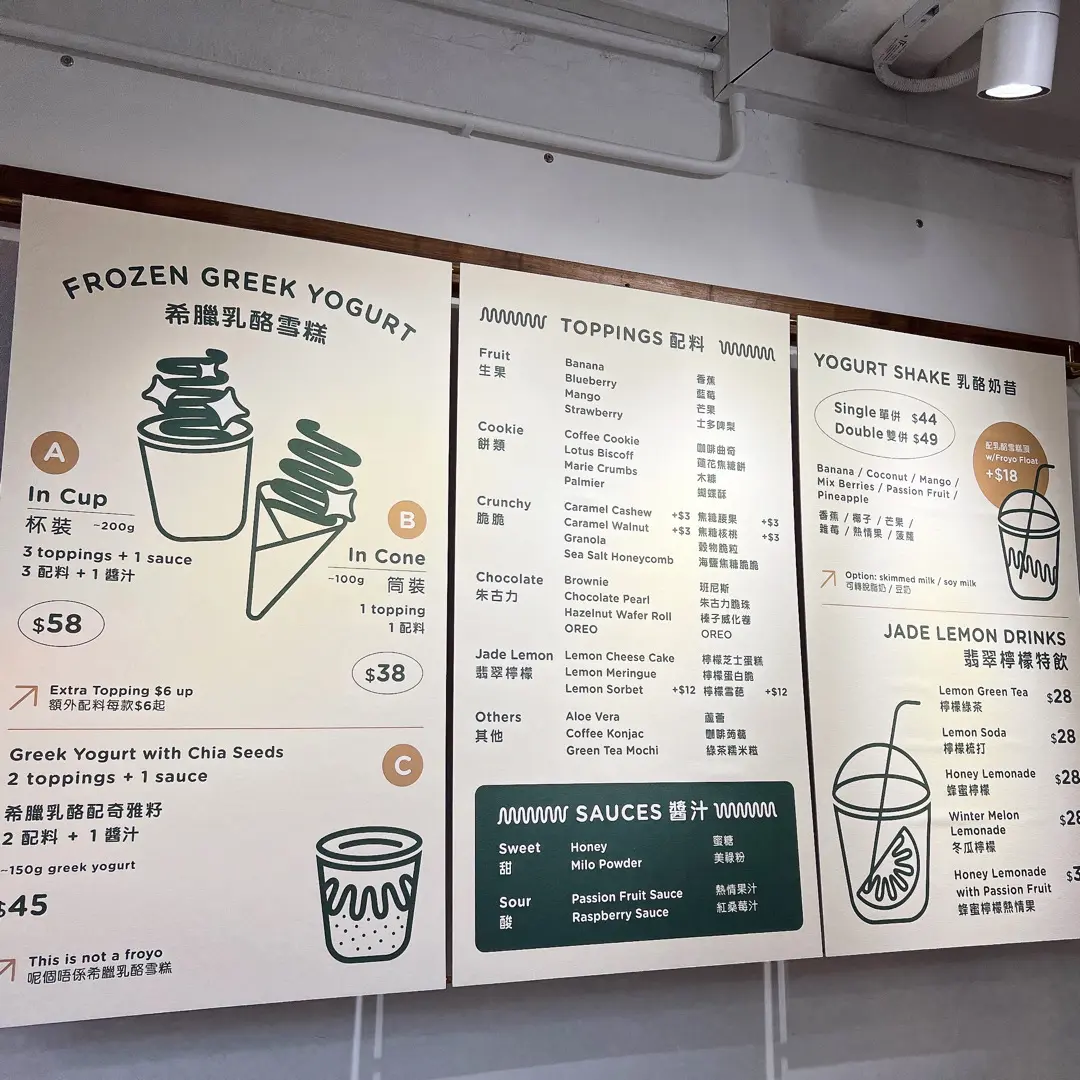 FROZEN GREEK YOGURT
希臘乳酪雪糕
A
In Cup
杯裝 ~200g
3 toppings + 1 sauce
3 配料 + 1 醬汁
$58
B
In Cone
~100g 筒裝
1 topping
1 配料
$38
Extra Topping $6 up
額外配料每款$6起
Greek Yogurt with Chia Seeds
2 toppings + 1 sauce
C
希臘乳酪配奇雅籽
2 配料 + 1 醬汁
~150g greek yogurt
$45
This is not a froyo
呢個唔係希臘乳酪雪糕
TOPPINGS 配料
Fruit
生果
Banana 香蕉
Blueberry 藍莓
Mango 芒果
Strawberry 士多啤梨
Cookie
餅類
Coffee Cookie 咖啡曲奇
Lotus Biscoff 蓮花焦糖餅
Marie Crumbs 木糠
Palmier 蝴蝶酥
Crunchy
脆脆
Caramel Cashew +$3 焦糖腰果 +$3
Caramel Walnut +$3 焦糖核桃 +$3
Granola 穀物脆粒
Sea Salt Honeycomb 海鹽焦糖脆脆
Chocolate
朱古力
Brownie 班尼斯
Chocolate Pearl 朱古力脆珠
Hazelnut Wafer Roll 榛子威化卷
OREO OREO
Jade Lemon
翡翠檸檬
Lemon Cheese Cake 檸檬芝士蛋糕
Lemon Meringue 檸檬蛋白脆
Lemon Sorbet +$12 檸檬雪葩 +$12
Others
其他
Aloe Vera 蘆薈
Coffee Konjac 咖啡蒟蒻
Green Tea Mochi 綠茶糯米糍
SAUCES 醬汁
Sweet
甜
Honey 蜜糖
Milo Powder 美祿粉
Sour
酸
Passion Fruit Sauce 熱情果汁
Raspberry Sauce 紅桑莓汁
YOGURT SHAKE 乳酪奶昔
Single 單併 $44
Double 雙併 $49
配乳酪雪糕頂
w/Froyo Float
+$18
Banana / Coconut / Mango /
Mix Berries / Passion Fruit /
Pineapple
香蕉 / 椰子 / 芒果 /
雜莓 / 熱情果 / 菠蘿
Option: skimmed milk / soy milk
可轉脫脂奶 / 豆奶
JADE LEMON DRINKS
翡翠檸檬特飲
Lemon Green Tea $28
檸檬綠茶
Lemon Soda $28
檸檬梳打
Honey Lemonade $28
蜂蜜檸檬
Winter Melon
Lemonade $28
冬瓜檸檬
Honey Lemonade
with Passion Fruit
蜂蜜檸檬熱情果